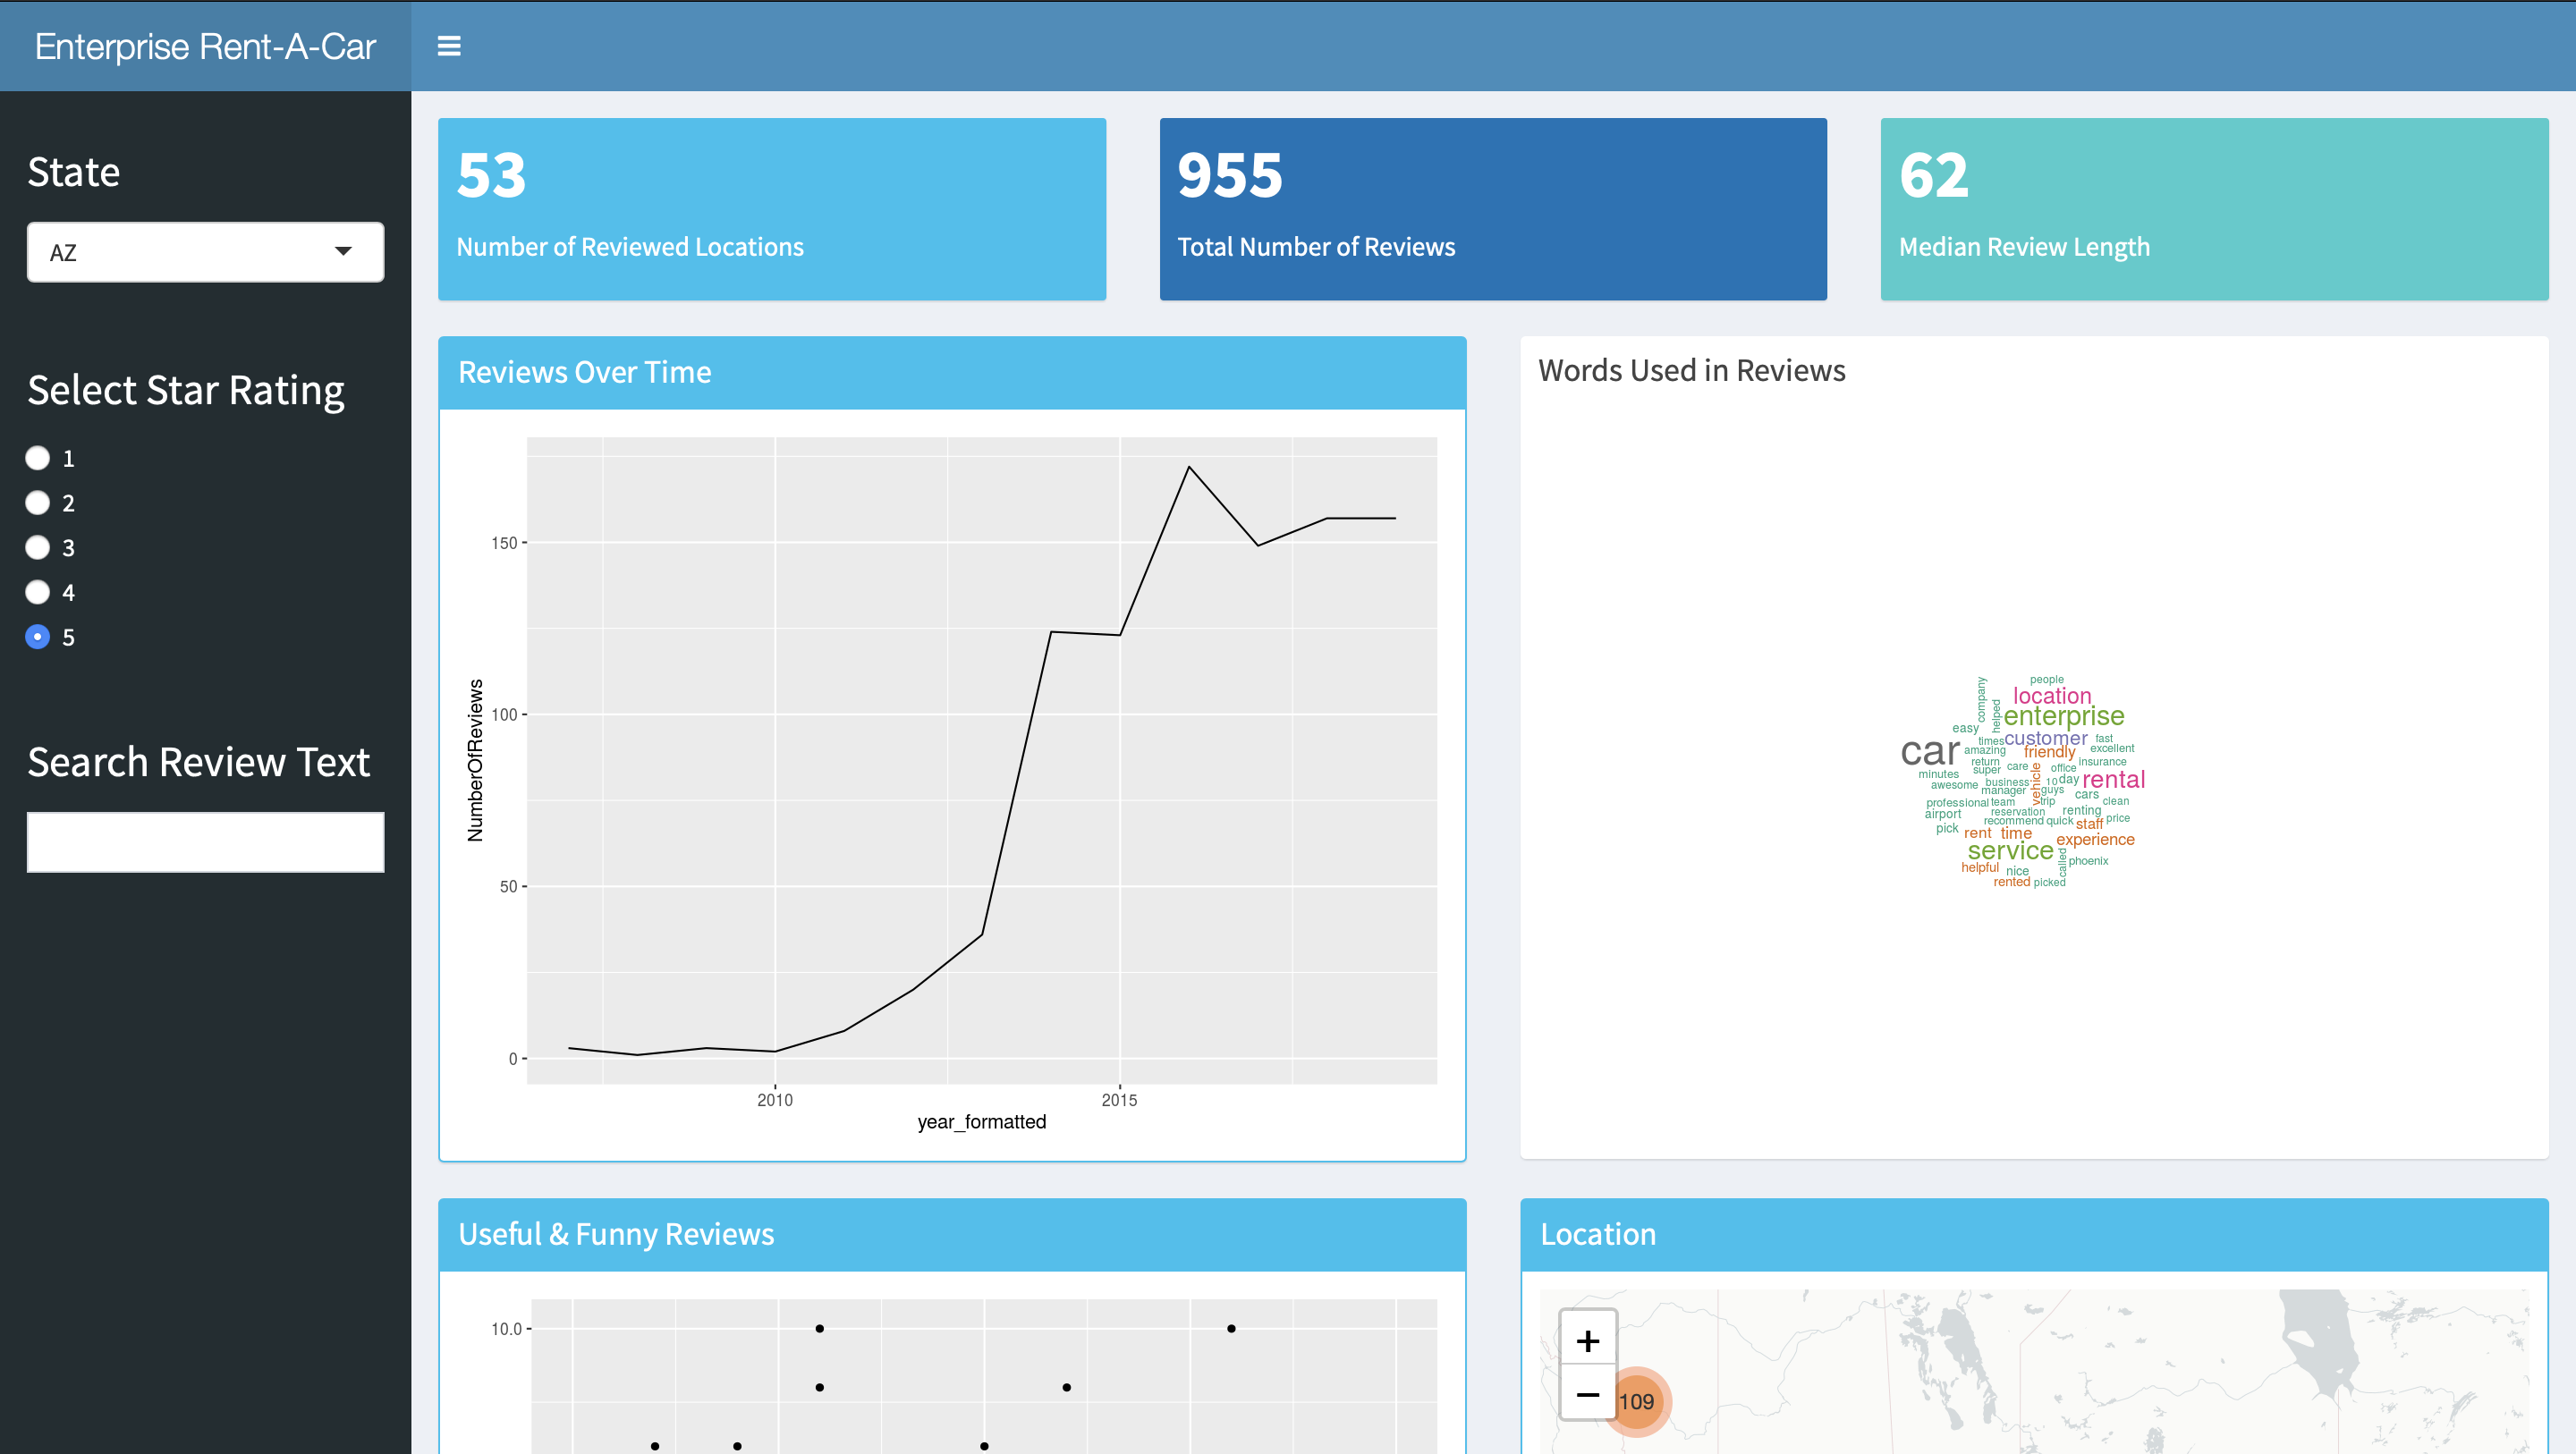 Enterprise Rent-A-Car
State
AZ
Select Star Rating
1
2
3
4
5
Search Review Text
53
Number of Reviewed Locations
955
Total Number of Reviews
62
Median Review Length
Reviews Over Time
150
100
50
0
NumberOfReviews
2010
2015
year_formatted
Words Used in Reviews
people
company
location
helped
enterprise
easy
times
customer
fast
car
amazing
friendly
excellent
return
super
care
office
insurance
minutes
vehicle
awesome
business
10
day
rental
manager
guys
cars
professional
team
trip
clean
airport
reservation
renting
price
pick
recommend
quick
staff
rent
time
experience
service
called
phoenix
helpful
nice
rented
picked
Useful & Funny Reviews
10.0
Location
+
−
109